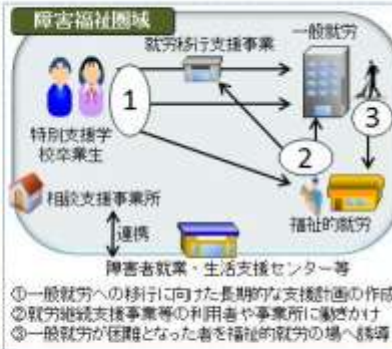 障害福祉圏域
一般就労
就労移行支援事業
1
3
特別支援学
校卒業生
2
相談支援事業所
福祉的就労
連携
障害者就業・生活支援センター等
①一般就労への移行に向けた長期的な支援計画の作成
②就労継続支援事業等の利用者や事業所に働きかけ
③一般就労が困難となった者を福祉的就労の場へ誘導